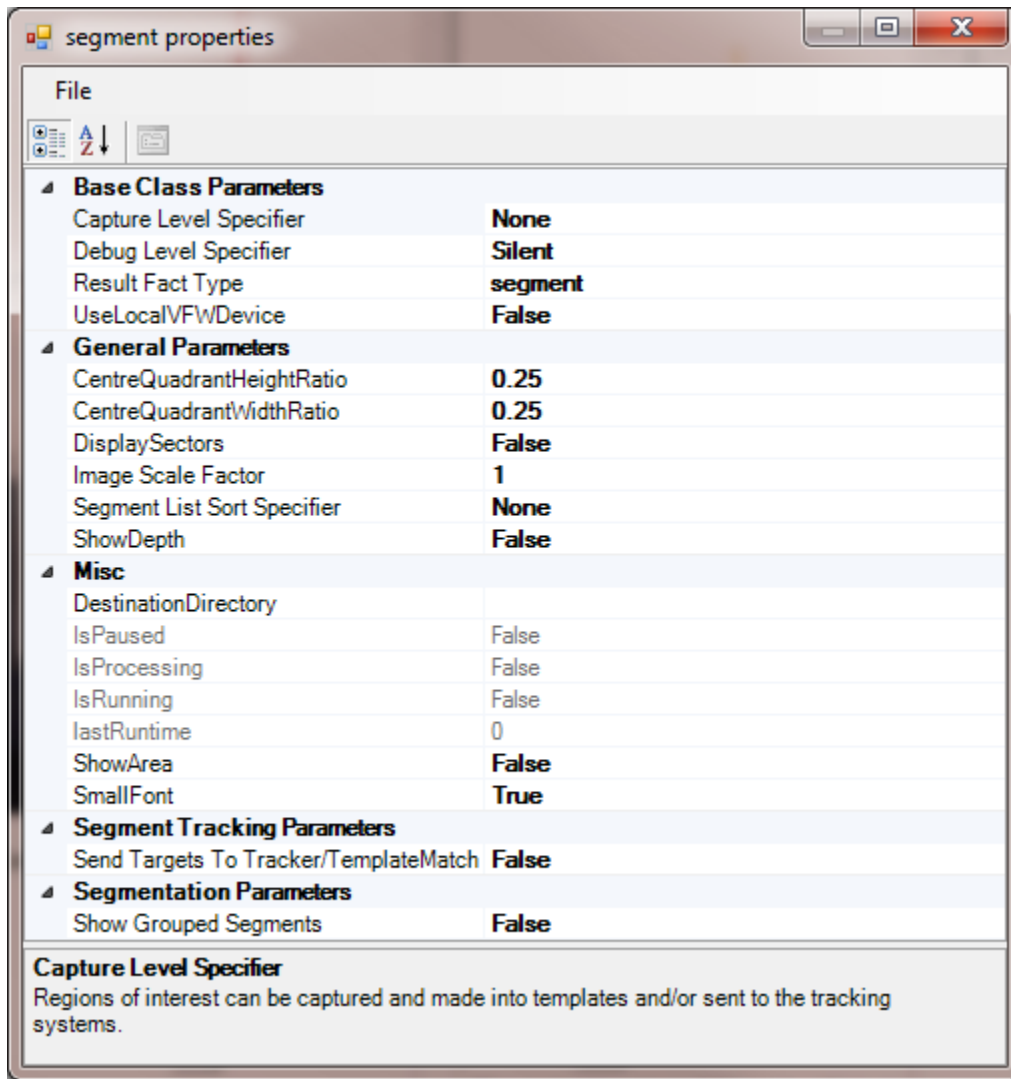 segment properties
File
Base Class Parameters
Capture Level Specifier None
Debug Level Specifier Silent
Result Fact Type segment
UseLocalVFWDevice False
General Parameters
CentreQuadrantHeightRatio 0.25
CentreQuadrantWidthRatio 0.25
DisplaySectors False
Image Scale Factor 1
Segment List Sort Specifier None
ShowDepth False
Misc
DestinationDirectory
IsPaused False
IsProcessing False
IsRunning False
lastRuntime 0
ShowArea False
SmallFont True
Segment Tracking Parameters
Send Targets To Tracker/TemplateMatch False
Segmentation Parameters
Show Grouped Segments False
Capture Level Specifier
Regions of interest can be captured and made into templates and/or sent to the tracking
systems.